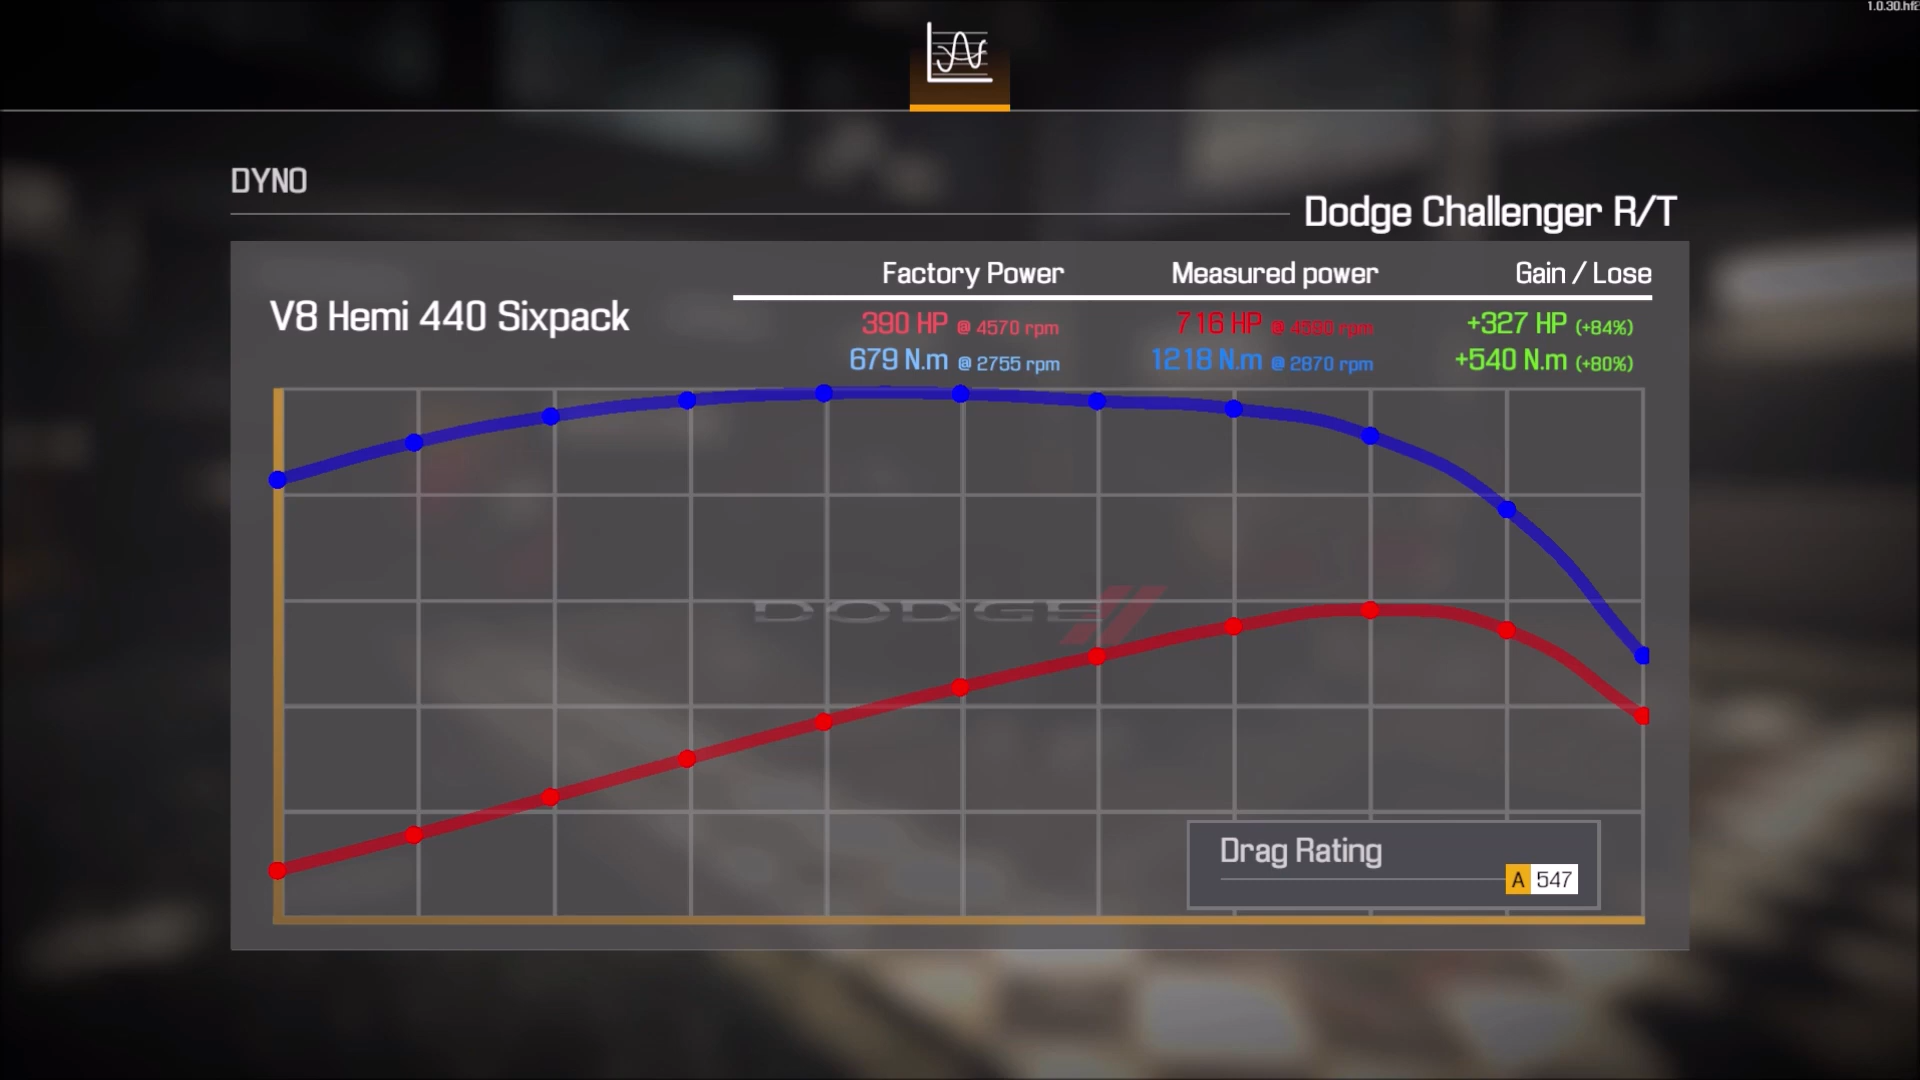 1.0.30.hf2
DYNO
Dodge Challenger R/T
Factory Power Measured power Gain / Lose
V8 Hemi 440 Sixpack
390 HP @ 4570 rpm 716 HP @ rpm +327 HP (+84%)
679 N.m @ 2755 rpm 1218 N.m @ 2870 rpm +540 N.m (+80%)
DODGE
Drag Rating
A 547